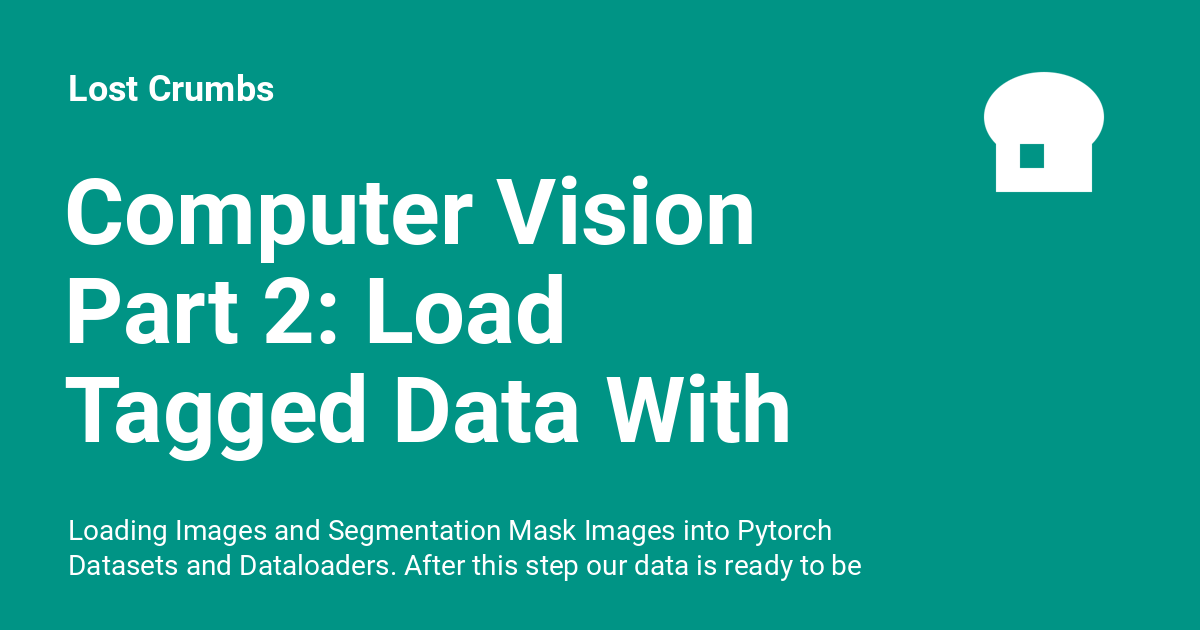 Lost Crumbs
Computer Vision
Part 2: Load
Tagged Data With
Loading Images and Segmentation Mask Images into Pytorch
Datasets and Dataloaders. After this step our data is ready to be